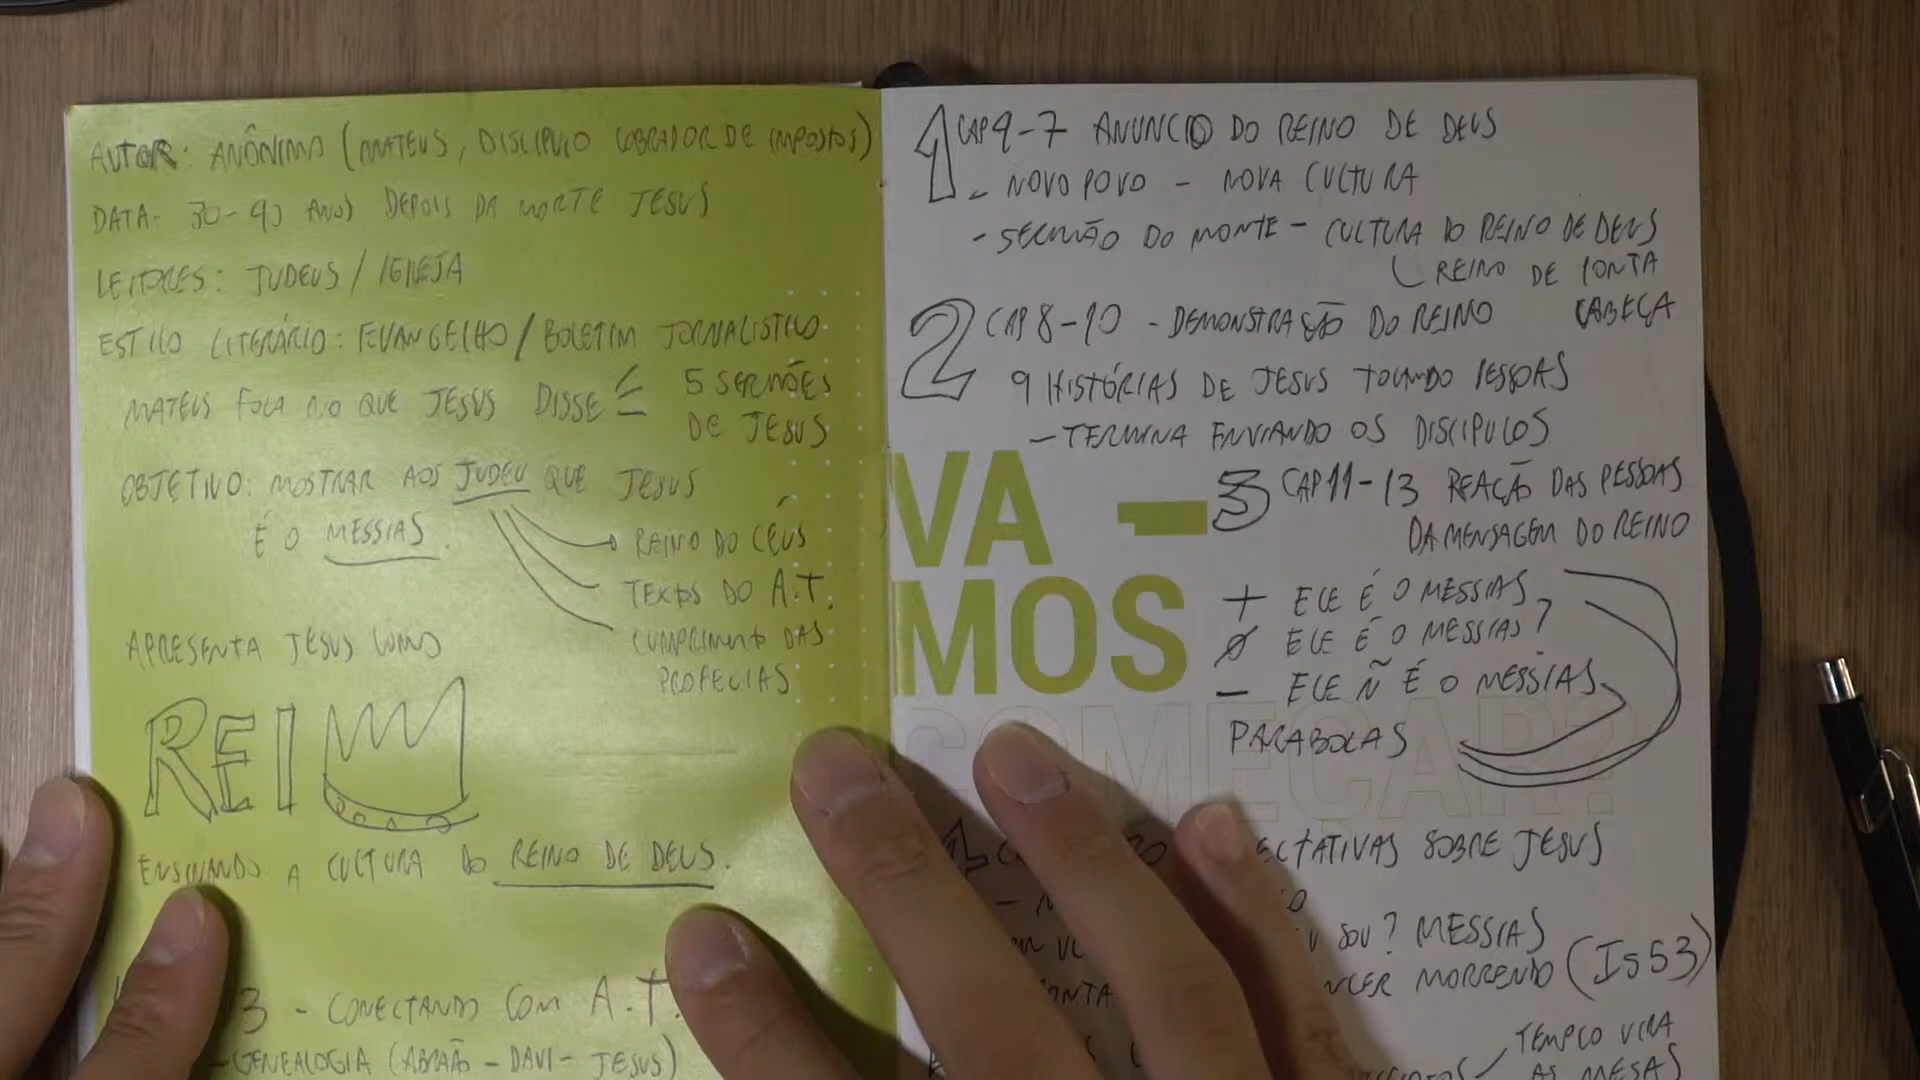 AUTOR: ANÔNIMO (MATEUS, DISCIPULO COBRADOR DE IMPOSTOS)
DATA: 30-40 ANOS DEPOIS DA MORTE JESUS
LEITORES: JUDEUS / IGREJA
ESTILO LITERÁRIO: EVANGELHO / BOLETIM JORNALISTICO
MATEUS FOCA NO QUE JESUS DISSE
5 SERMÕES
DE JESUS
OBJETIVO: MOSTRAR AOS JUDEU QUE JESUS
É O MESSIAS.
REINO DO CÉUS
TEXTOS DO A.T.
CUMPRIMENTO DAS
PROFECIAS
APRESENTA JESUS COMO
REI
ENSINANDO A CULTURA DO REINO DE DEUS.
3 - CONECTANDO COM A.T.
- GENEALOGIA (ABRAÃO - DAVI - JESUS)
1 CAP 4-7 ANUNCIO DO REINO DE DEUS
- NOVO POVO - NOVA CULTURA
- SERMÃO DO MONTE - CULTURA DO REINO DE DEUS
REINO DE PONTA
CABEÇA
2 CAP 8-10 - DEMONSTRAÇÃO DO REINO
9 HISTÓRIAS DE JESUS TOCANDO PESSOAS
- TERMINA ENVIANDO OS DISCIPULOS
VA-
MOS
COMEÇAR?
3 CAP 11-13 REAÇÃO DAS PESSOAS
DA MENSAGEM DO REINO
+ ELE É O MESSIAS
Ø ELE É O MESSIAS?
- ELE Ñ É O MESSIAS
PARABOLAS
SOBRE JESUS
SOU? MESSIAS
MORRENDO (Is 53)
TEMPLO VIRA
AS MESAS